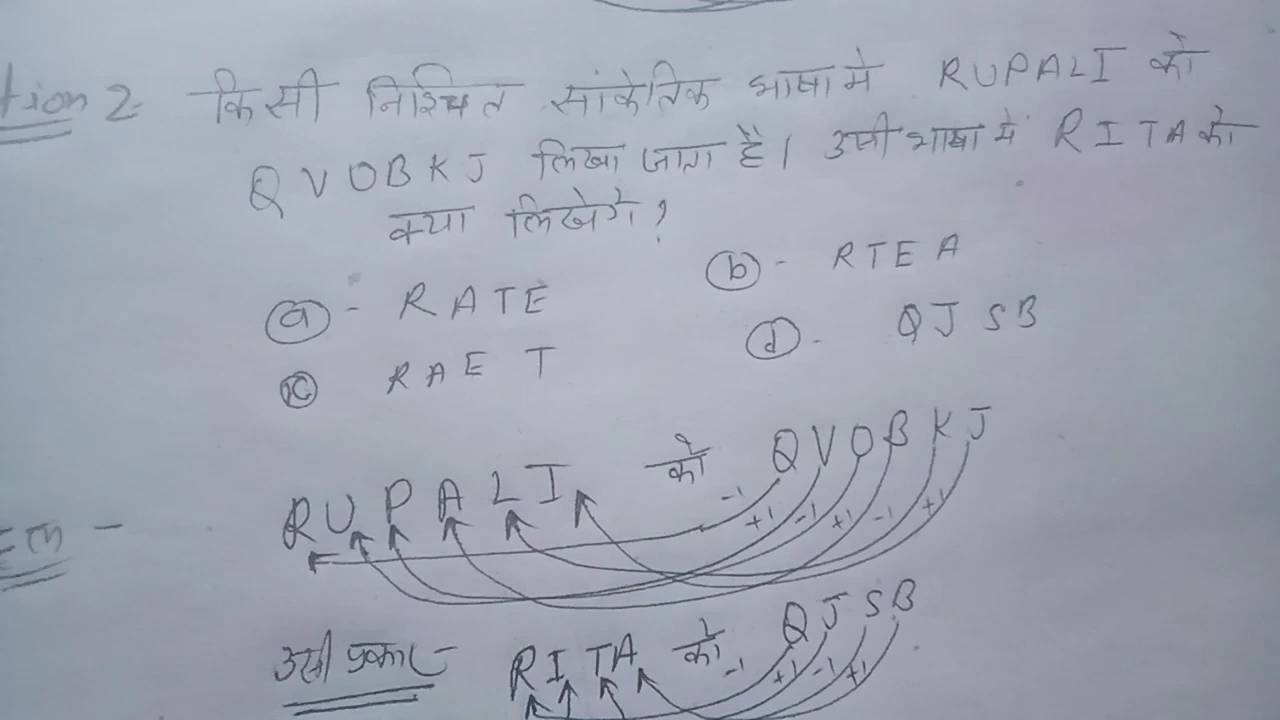 tion 2- किसी निश्चित सांकेतिक भाषा मे RUPALI को
QVOBKJ लिखा जाता है। उसी भाषा मे RITA को
क्या लिखेगे ?
(a) - RATE (b) - RTEA
(c) RAET (d) - QJSB
हल - RUPALI को QVOBKJ
-1 +1 -1 +1 -1 +1
उसी प्रकार- RITA को QJSB
-1 +1 -1 +1